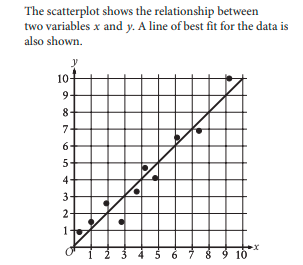 The scatterplot shows the relationship between
two variables x and y. A line of best fit for the data is
also shown.
y
10
9
8
7
6
5
4
3
2
1
O
1 2 3 4 5 6 7 8 9 10
x